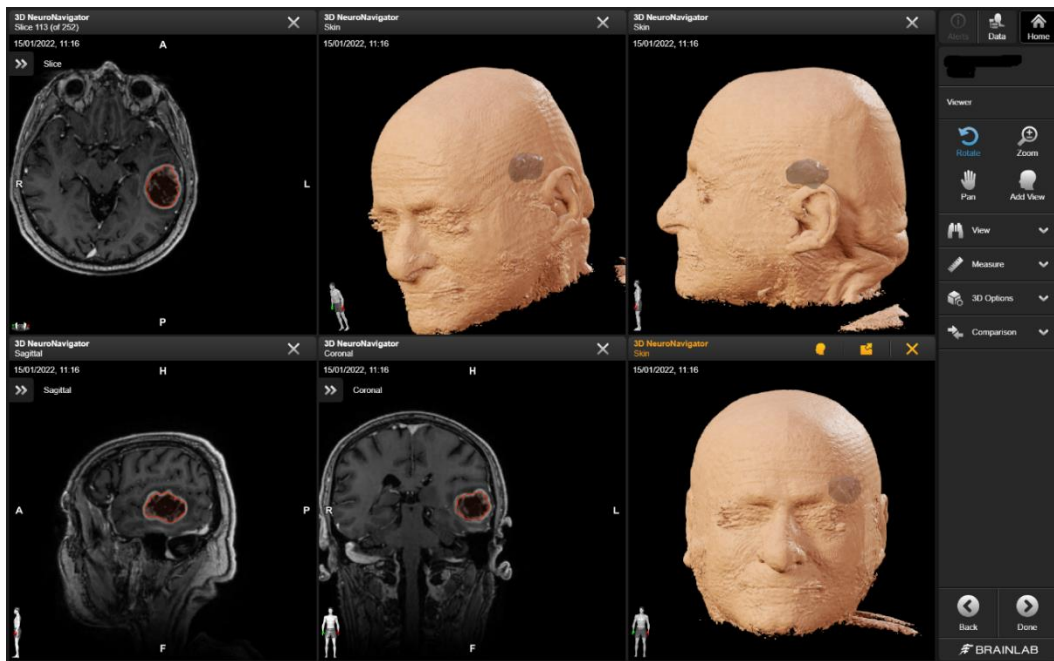 3D NeuroNavigator
Slice 113 (of 252)
15/01/2022, 11:16
A
Slice
R
L
P
3D NeuroNavigator
Skin
15/01/2022, 11:16
3D NeuroNavigator
Skin
15/01/2022, 11:16
3D NeuroNavigator
Sagittal
15/01/2022, 11:16
H
Sagittal
A
P
F
3D NeuroNavigator
Coronal
15/01/2022, 11:16
H
Coronal
R
L
F
3D NeuroNavigator
Skin
15/01/2022, 11:16
Alerts
Data
Home
Viewer
Rotate
Zoom
Pan
Add View
View
Measure
3D Options
Comparison
Back
Done
BRAINLAB